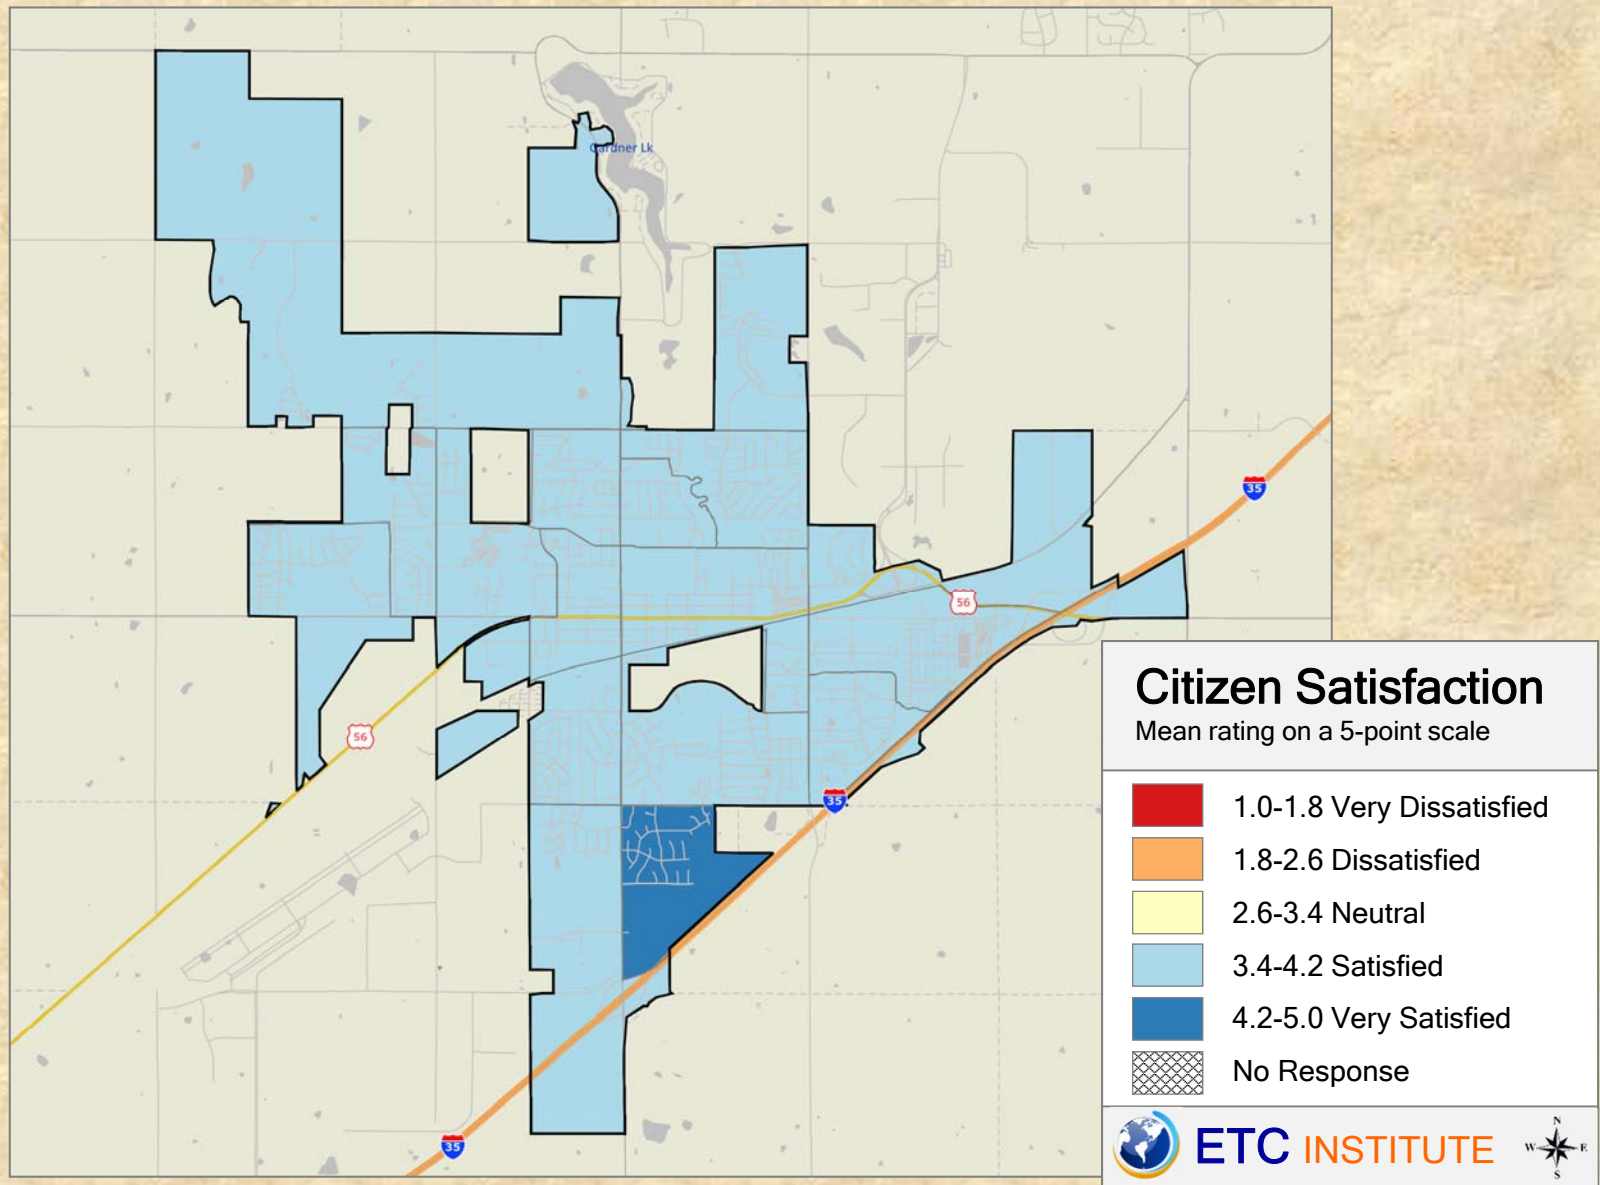 Gardner Lk
1
35
56
56
35
35
Citizen Satisfaction
Mean rating on a 5-point scale
1.0-1.8 Very Dissatisfied
1.8-2.6 Dissatisfied
2.6-3.4 Neutral
3.4-4.2 Satisfied
4.2-5.0 Very Satisfied
No Response
ETC INSTITUTE
N
W E
S